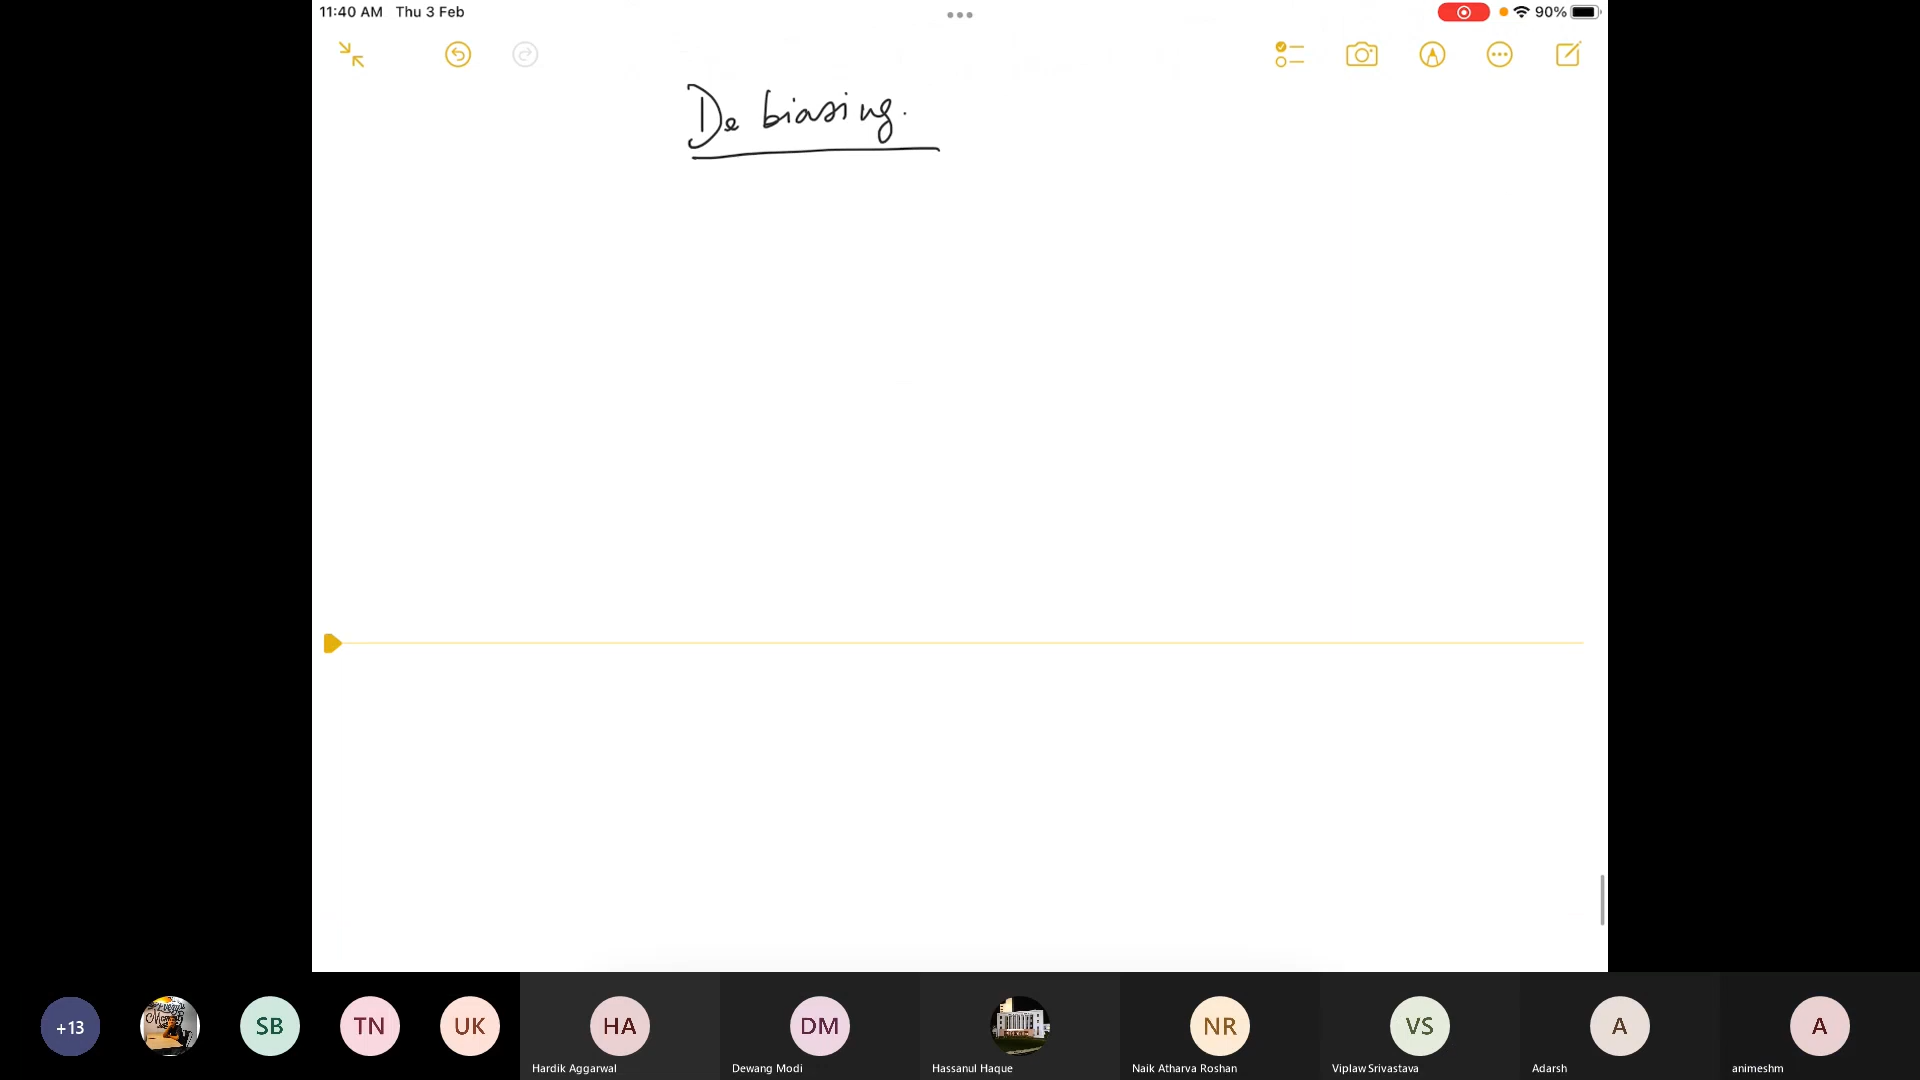 11:40 AM Thu 3 Feb
90%
De biasing.
+13
SB
TN
UK
HA
DM
NR
VS
A
A
Hardik Aggarwal
Dewang Modi
Hassanul Haque
Naik Atharva Roshan
Viplaw Srivastava
Adarsh
animeshm